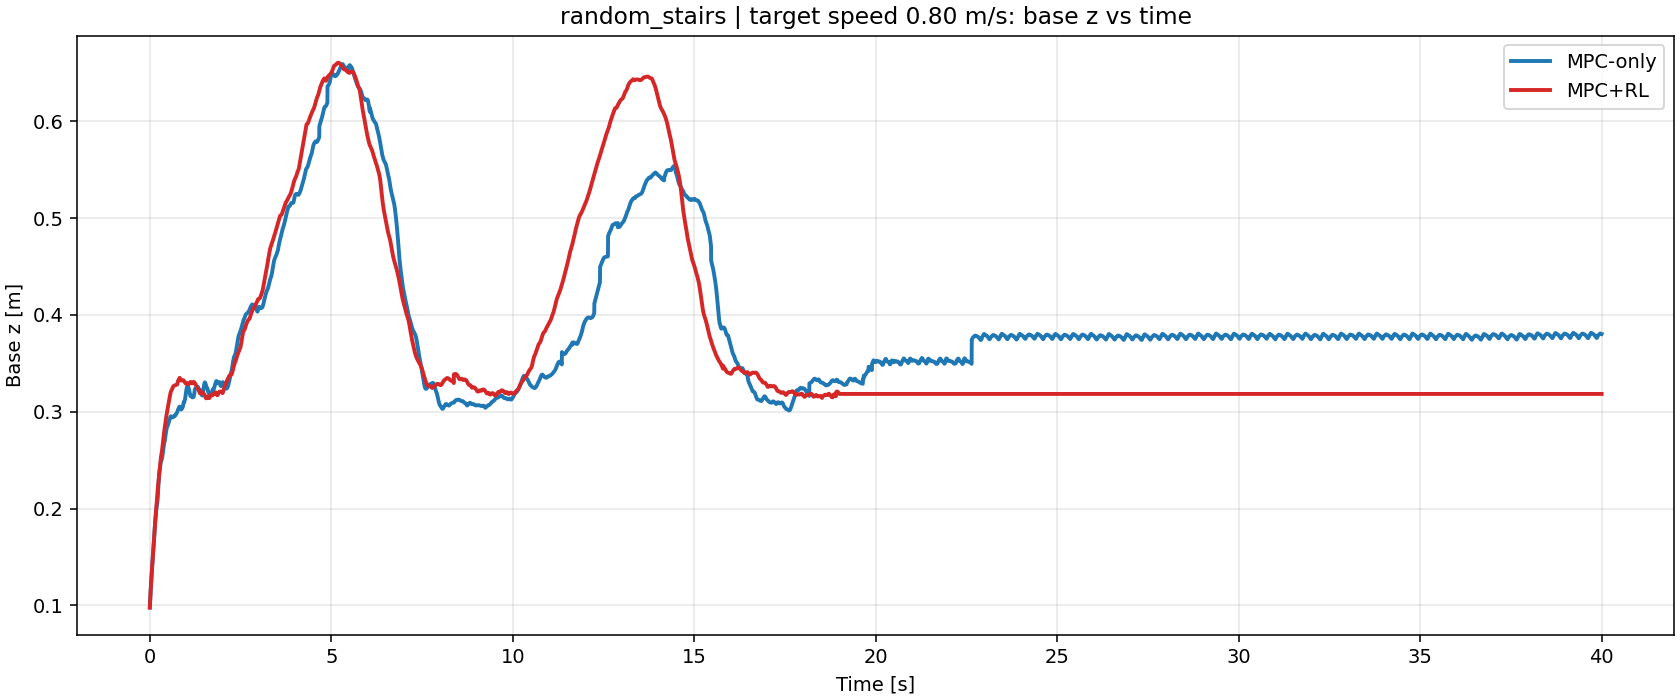 random_stairs | target speed 0.80 m/s: base z vs time
MPC-only
MPC+RL
Base z [m]
0.6
0.5
0.4
0.3
0.2
0.1
0 5 10 15 20 25 30 35 40
Time [s]